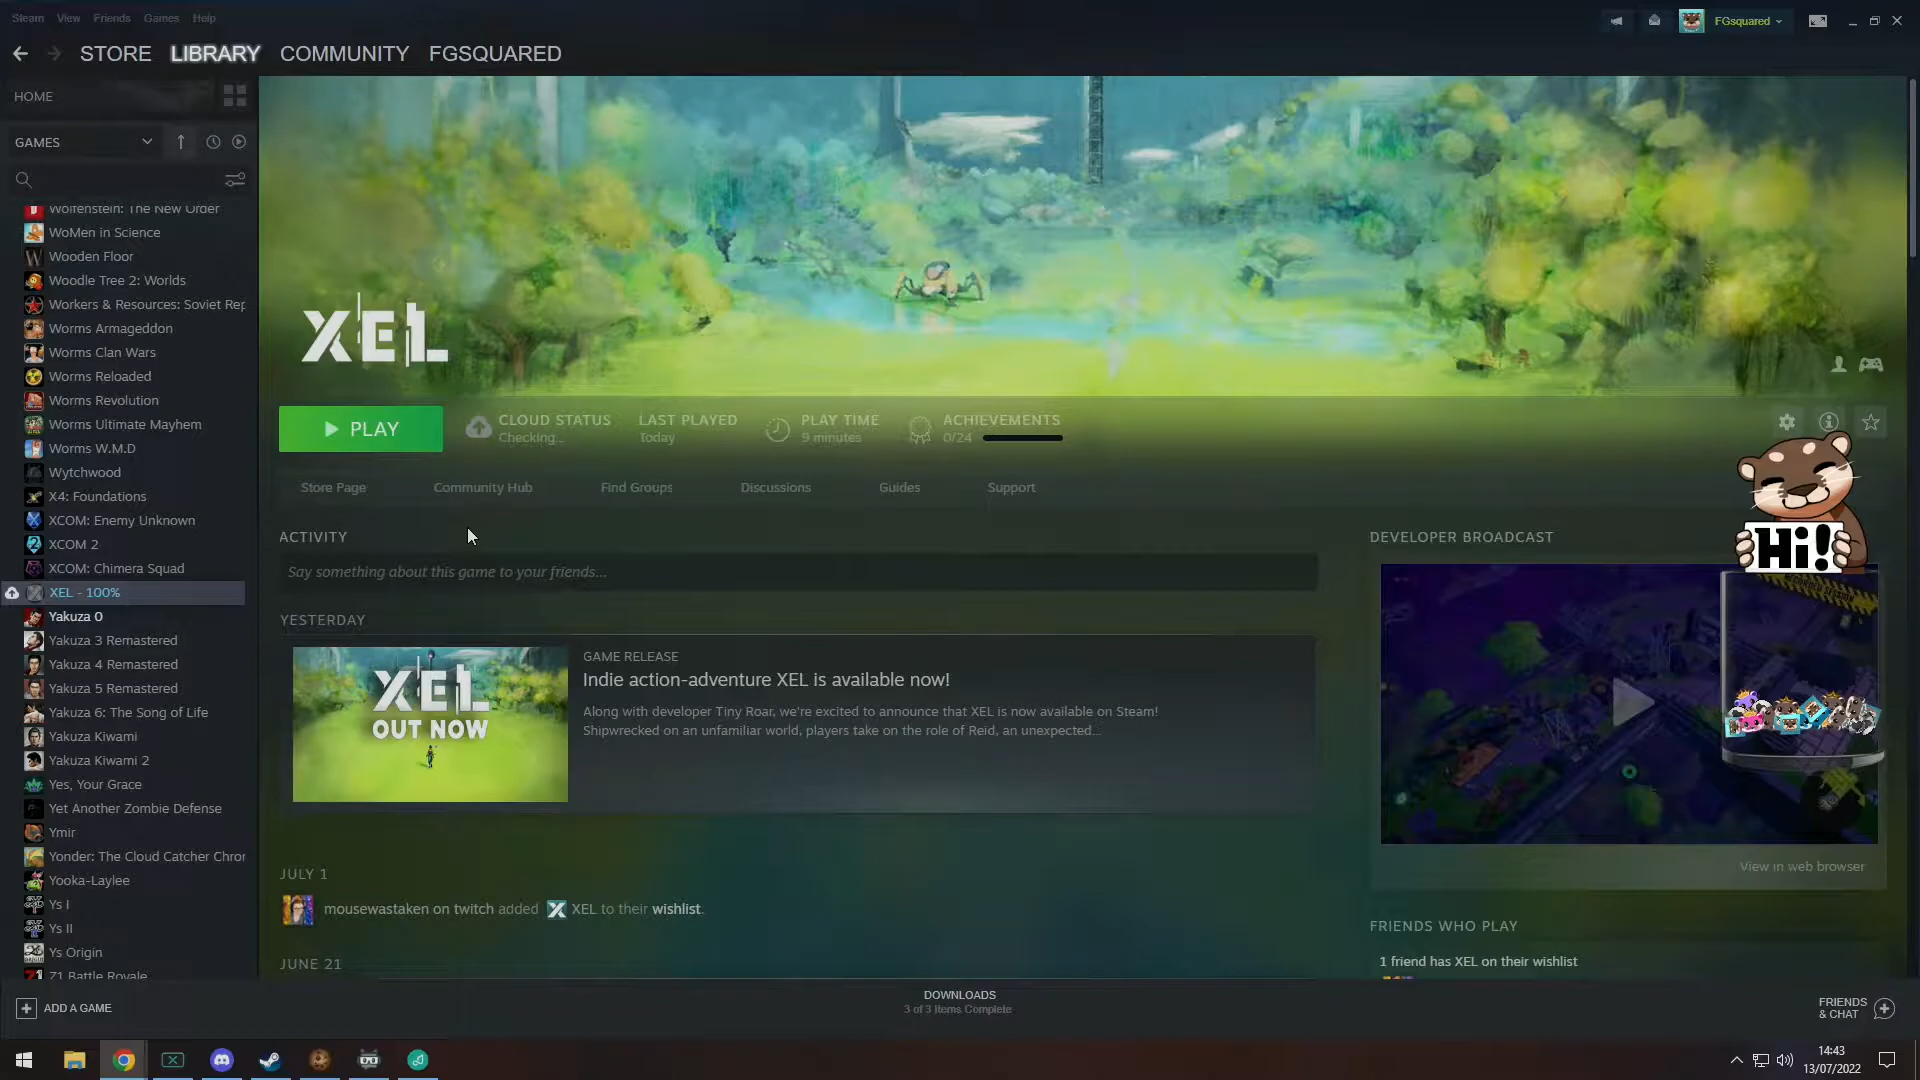 Steam View Friends Games Help
FGsquared
STORE LIBRARY COMMUNITY FGSQUARED
HOME
GAMES
Wolfenstein: The New Order
WoMen in Science
Wooden Floor
Woodle Tree 2: Worlds
Workers & Resources: Soviet Rep
Worms Armageddon
Worms Clan Wars
Worms Reloaded
Worms Revolution
Worms Ultimate Mayhem
Worms W.M.D
Wytchwood
X4: Foundations
XCOM: Enemy Unknown
XCOM 2
XCOM: Chimera Squad
XEL - 100%
Yakuza 0
Yakuza 3 Remastered
Yakuza 4 Remastered
Yakuza 5 Remastered
Yakuza 6: The Song of Life
Yakuza Kiwami
Yakuza Kiwami 2
Yes, Your Grace
Yet Another Zombie Defense
Ymir
Yonder: The Cloud Catcher Chror
Yooka-Laylee
Ys I
Ys II
Ys Origin
Z1 Battle Royale
ADD A GAME
XEL
PLAY
CLOUD STATUS
Checking...
LAST PLAYED
Today
PLAY TIME
9 minutes
ACHIEVEMENTS
0/24
Store Page Community Hub Find Groups Discussions Guides Support
ACTIVITY
Say something about this game to your friends...
YESTERDAY
XEL
OUT NOW
GAME RELEASE
Indie action-adventure XEL is available now!
Along with developer Tiny Roar, we're excited to announce that XEL is now available on Steam!
Shipwrecked on an unfamiliar world, players take on the role of Reid, an unexpected...
JULY 1
mousewastaken on twitch added XEL to their wishlist.
JUNE 21
Hi!
DEVELOPER BROADCAST
View in web browser
FRIENDS WHO PLAY
1 friend has XEL on their wishlist
DOWNLOADS
3 of 3 Items Complete
FRIENDS
& CHAT
14:43
13/07/2022